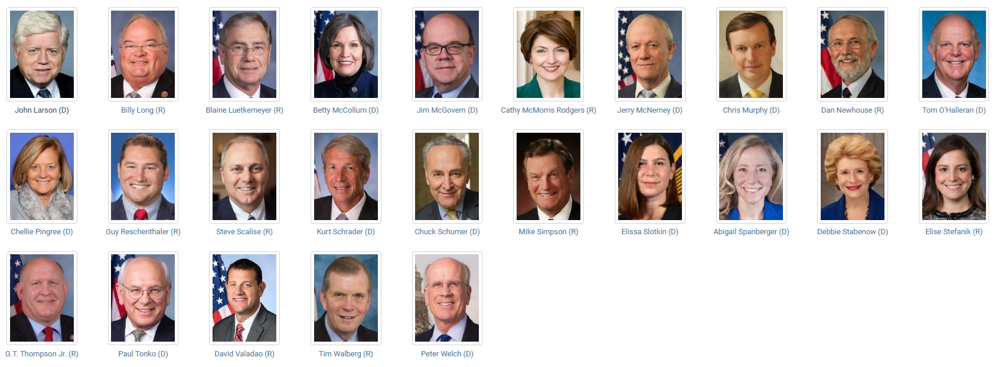 John Larson (D)
Billy Long (R)
Blaine Luetkemeyer (R)
Betty McCollum (D)
Jim McGovern (D)
Cathy McMorris Rodgers (R)
Jerry McNerney (D)
Chris Murphy (D)
Dan Newhouse (R)
Tom O'Halleran (D)
Chellie Pingree (D)
Guy Reschenthaler (R)
Steve Scalise (R)
Kurt Schrader (D)
Chuck Schumer (D)
Mike Simpson (R)
Elissa Slotkin (D)
Abigail Spanberger (D)
Debbie Stabenow (D)
Elise Stefanik (R)
G.T. Thompson Jr. (R)
Paul Tonko (D)
David Valadao (R)
Tim Walberg (R)
Peter Welch (D)